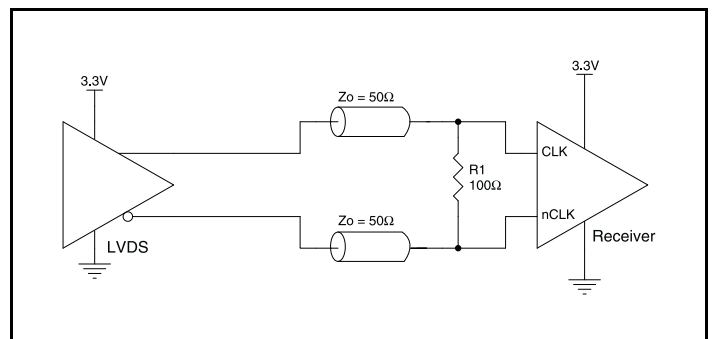 3.3V
3.3V
Zo = 50Ω
CLK
R1
100Ω
nCLK
Zo = 50Ω
LVDS
Receiver